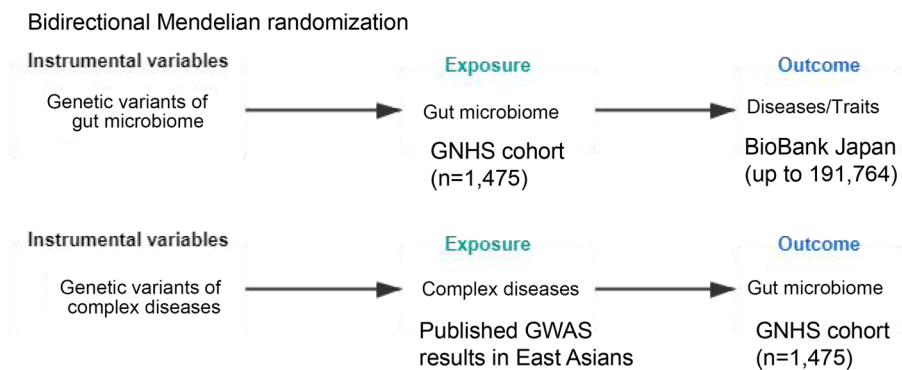 Bidirectional Mendelian randomization
Instrumental variables
Genetic variants of
gut microbiome
Exposure
Gut microbiome
GNHS cohort
(n=1,475)
Outcome
Diseases/Traits
BioBank Japan
(up to 191,764)
Instrumental variables
Genetic variants of
complex diseases
Exposure
Complex diseases
Published GWAS
results in East Asians
Outcome
Gut microbiome
GNHS cohort
(n=1,475)